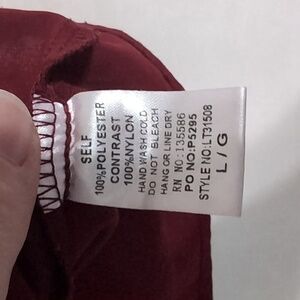 SELF
100%POLYESTER
CONTRAST
100%NYLON
HAND WASH COLD
DO NOT BLEACH
HANG OR LINE DRY
RN NO:135586
PO NO:P5295
STYLE NO:LT31508
L / G